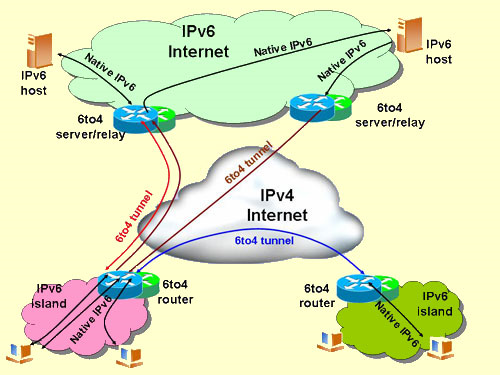 IPv6
Internet
IPv6
host
IPv6
host
Native IPv6
Native IPv6
Native IPv6
6to4
server/relay
6to4
server/relay
6to4 tunnel
6to4 tunnel
IPv4
Internet
6to4 tunnel
IPv6
island
6to4
router
Native IPv6
6to4
router
IPv6
island
Native IPv6